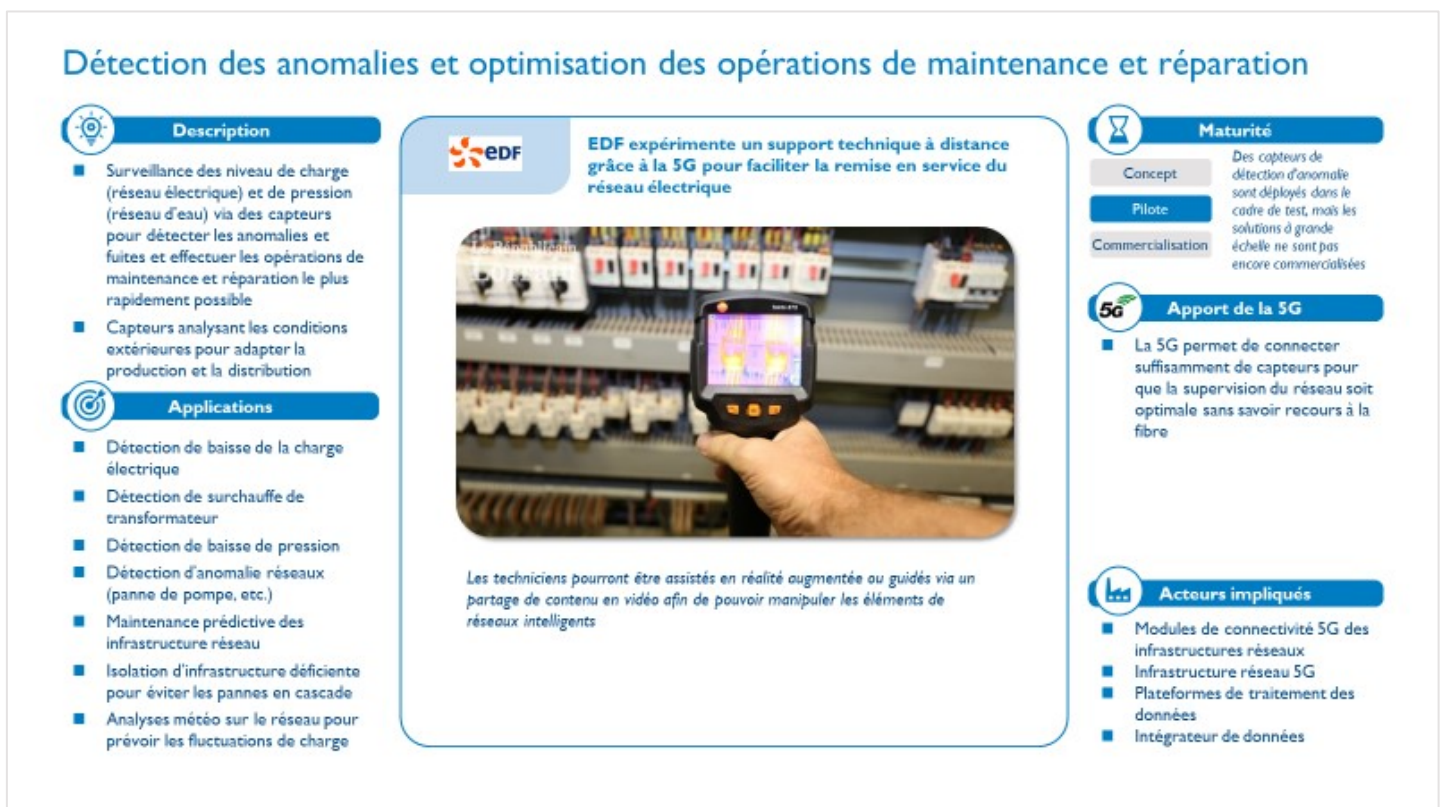 Détection des anomalies et optimisation des opérations de maintenance et réparation
Description
Surveillance des niveau de charge
(réseau électrique) et de pression
(réseau d'eau) via des capteurs
pour détecter les anomalies et
fuites et effectuer les opérations de
maintenance et réparation le plus
rapidement possible
Capteurs analysant les conditions
extérieures pour adapter la
production et la distribution
Applications
Détection de baisse de la charge
électrique
Détection de surchauffe de
transformateur
Détection de baisse de pression
Détection d'anomalie réseaux
(panne de pompe, etc.)
Maintenance prédictive des
infrastructure réseau
Isolation d'infrastructure déficiente
pour éviter les pannes en cascade
Analyses météo sur le réseau pour
prévoir les fluctuations de charge
eDF
EDF expérimente un support technique à distance
grâce à la 5G pour faciliter la remise en service du
réseau électrique
Le Républicain
Les techniciens pourront être assistés en réalité augmentée ou guidés via un
partage de contenu en vidéo afin de pouvoir manipuler les éléments de
réseaux intelligents
Maturité
Concept
Pilote
Commercialisation
Des capteurs de
détection d'anomalie
sont déployés dans le
cadre de test, mais les
solutions à grande
échelle ne sont pas
encore commercialisées
5G
Apport de la 5G
La 5G permet de connecter
suffisamment de capteurs pour
que la supervision du réseau soit
optimale sans savoir recours à la
fibre
Acteurs impliqués
Modules de connectivité 5G des
infrastructures réseaux
Infrastructure réseau 5G
Plateformes de traitement des
données
Intégrateur de données